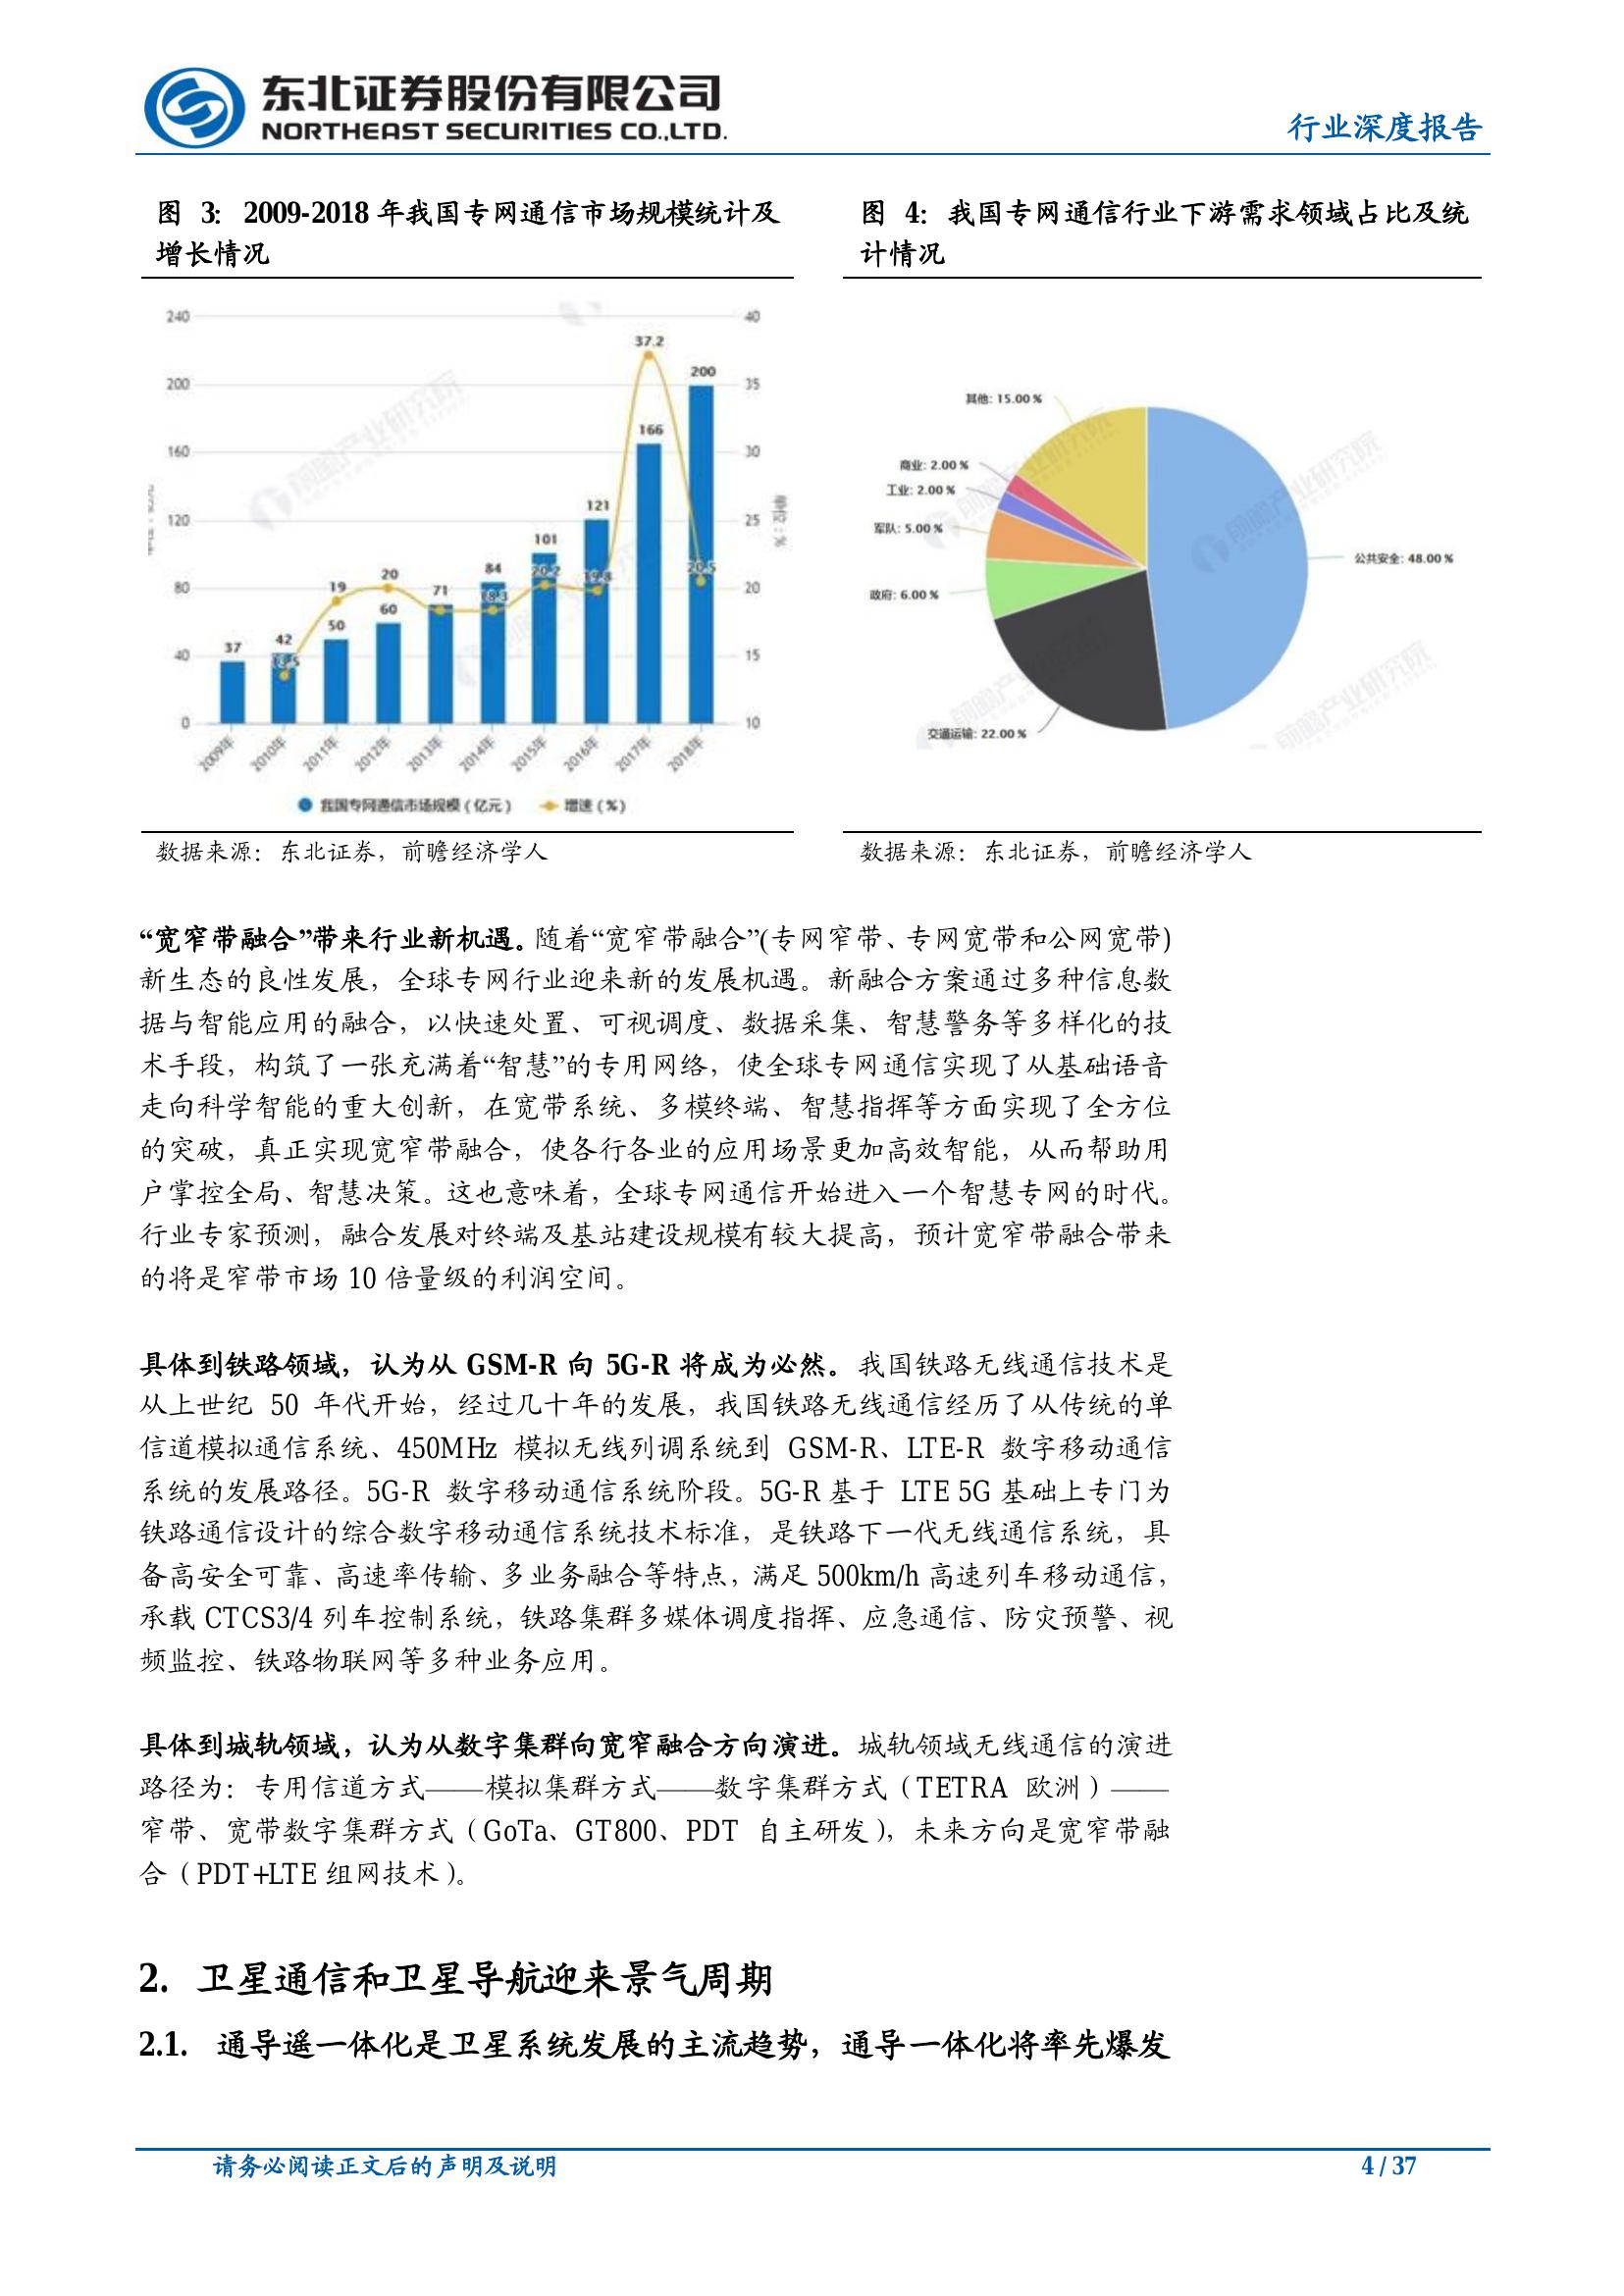 东北证券股份有限公司
NORTHEAST SECURITIES CO.,LTD.
行业深度报告
图 3: 2009-2018 年我国专网通信市场规模统计及
增长情况
240
200
160
120
80
40
0
40
35
30
25
20
15
10
单位：%
37
42
50
60
71
84
101
121
166
200
13.5
19
20
18.3
20.2
19.8
37.2
20.5
2009年
2010年
2011年
2012年
2013年
2014年
2015年
2016年
2017年
2018年
我国专网通信市场规模（亿元）
增速（%）
前瞻产业研究院
数据来源：东北证券，前瞻经济学人
图 4: 我国专网通信行业下游需求领域占比及统
计情况
其他: 15.00 %
商业: 2.00 %
工业: 2.00 %
军队: 5.00 %
政府: 6.00 %
交通运输: 22.00 %
公共安全: 48.00 %
前瞻产业研究院
前瞻产业研究院
数据来源：东北证券，前瞻经济学人
“宽窄带融合”带来行业新机遇。随着“宽窄带融合”(专网窄带、专网宽带和公网宽带)
新生态的良性发展，全球专网行业迎来新的发展机遇。新融合方案通过多种信息数
据与智能应用的融合，以快速处置、可视调度、数据采集、智慧警务等多样化的技
术手段，构筑了一张充满着“智慧”的专用网络，使全球专网通信实现了从基础语音
走向科学智能的重大创新，在宽带系统、多模终端、智慧指挥等方面实现了全方位
的突破，真正实现宽窄带融合，使各行各业的应用场景更加高效智能，从而帮助用
户掌控全局、智慧决策。这也意味着，全球专网通信开始进入一个智慧专网的时代。
行业专家预测，融合发展对终端及基站建设规模有较大提高，预计宽窄带融合带来
的将是窄带市场 10 倍量级的利润空间。
具体到铁路领域，认为从 GSM-R 向 5G-R 将成为必然。我国铁路无线通信技术是
从上世纪 50 年代开始，经过几十年的发展，我国铁路无线通信经历了从传统的单
信道模拟通信系统、450MHz 模拟无线列调系统到 GSM-R、LTE-R 数字移动通信
系统的发展路径。5G-R 数字移动通信系统阶段。5G-R 基于 LTE 5G 基础上专门为
铁路通信设计的综合数字移动通信系统技术标准，是铁路下一代无线通信系统，具
备高安全可靠、高速率传输、多业务融合等特点，满足 500km/h 高速列车移动通信，
承载 CTCS3/4 列车控制系统，铁路集群多媒体调度指挥、应急通信、防灾预警、视
频监控、铁路物联网等多种业务应用。
具体到城轨领域，认为从数字集群向宽窄融合方向演进。城轨领域无线通信的演进
路径为：专用信道方式——模拟集群方式——数字集群方式（TETRA 欧洲）——
窄带、宽带数字集群方式（GoTa、GT800、PDT 自主研发），未来方向是宽窄带融
合（PDT+LTE 组网技术）。
2. 卫星通信和卫星导航迎来景气周期
2.1. 通导遥一体化是卫星系统发展的主流趋势，通导一体化将率先爆发
请务必阅读正文后的声明及说明
4 / 37